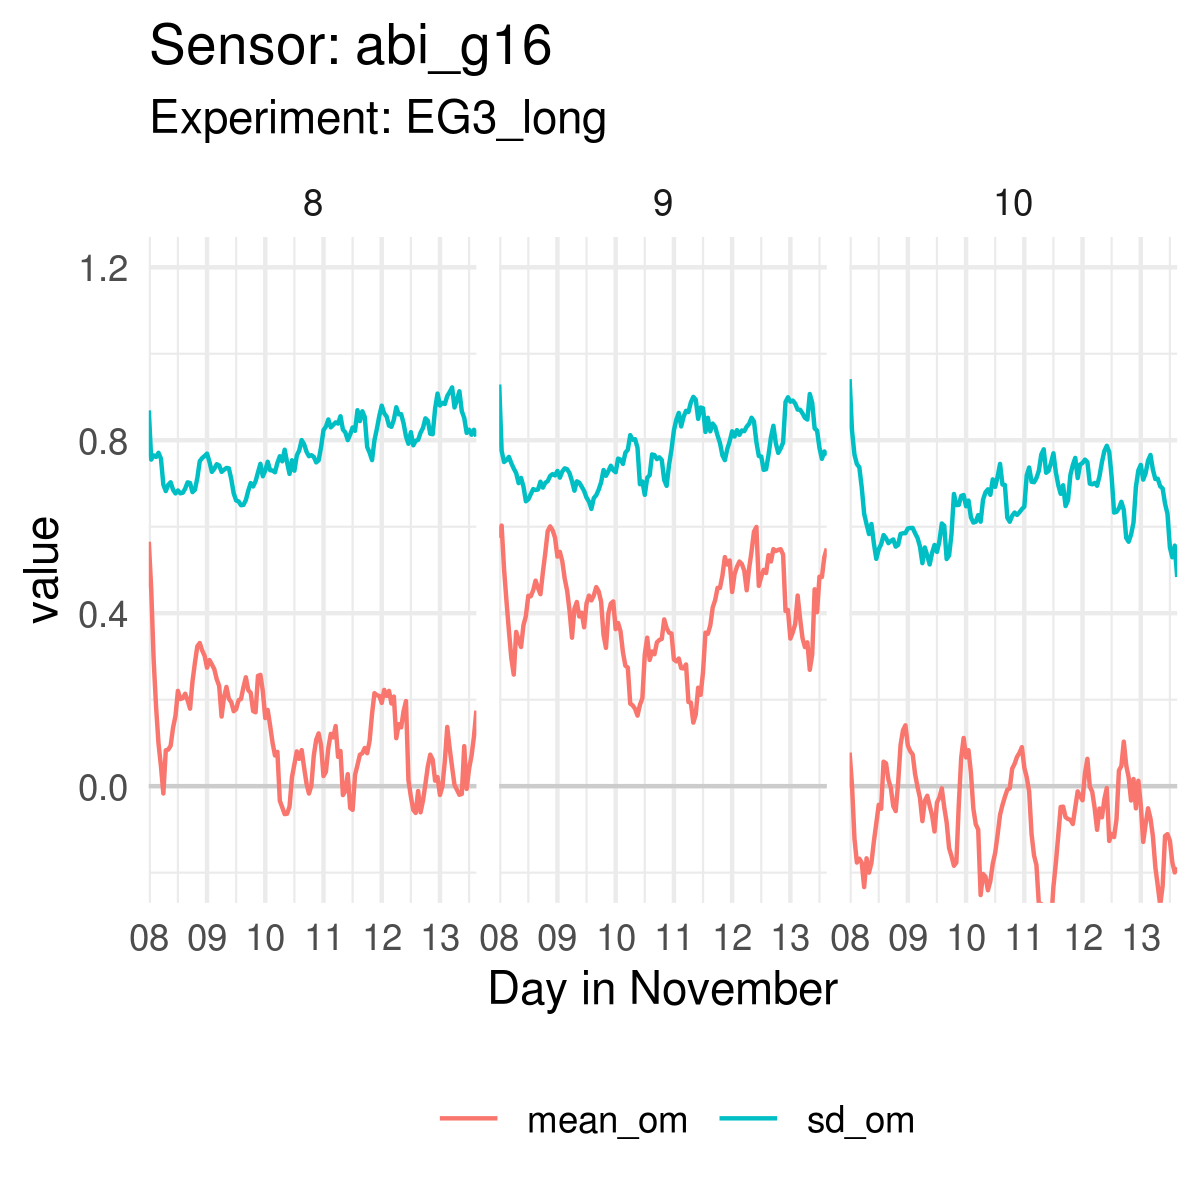 Sensor: abi_g16
Experiment: EG3_long
8 9 10
1.2
0.8
0.4
0.0
value
08 09 10 11 12 13 08 09 10 11 12 13 08 09 10 11 12 13
Day in November
mean_om sd_om